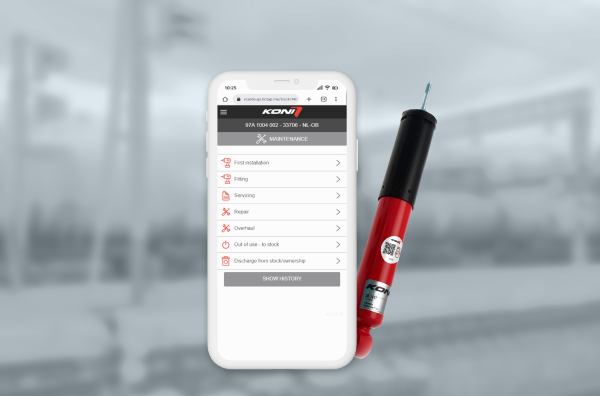 10:25
KONI
97A 1004 002 - 33706 - NL-OB
MAINTENANCE
First installation
Fitting
Servicing
Repair
Overhaul
Out of use - to stock
Discharge from stock/ownership
SHOW HISTORY
KONI